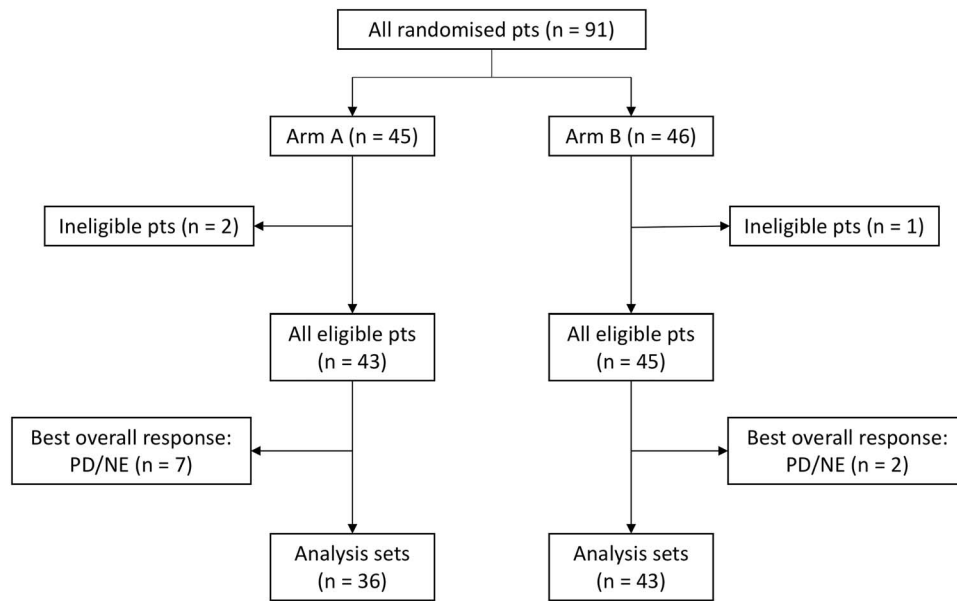 All randomised pts (n = 91)
Arm A (n = 45)
Arm B (n = 46)
Ineligible pts (n = 2)
Ineligible pts (n = 1)
All eligible pts
(n = 43)
All eligible pts
(n = 45)
Best overall response:
PD/NE (n = 7)
Best overall response:
PD/NE (n = 2)
Analysis sets
(n = 36)
Analysis sets
(n = 43)